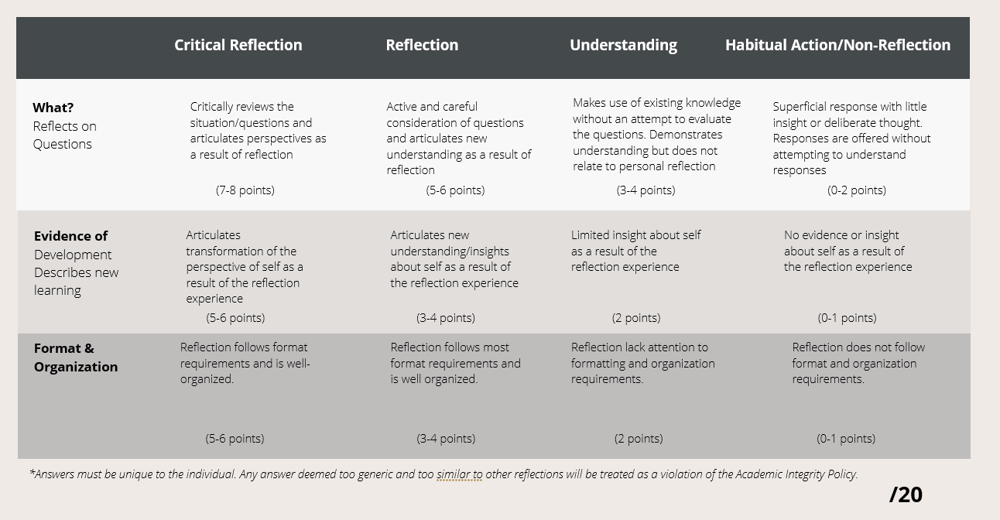 Critical Reflection Reflection Understanding Habitual Action/Non-Reflection
What?
Reflects on
Questions
Critically reviews the
situation/questions and
articulates perspectives as
a result of reflection
(7-8 points)
Active and careful
consideration of questions
and articulates new
understanding as a result of
reflection
(5-6 points)
Makes use of existing knowledge
without an attempt to evaluate
the questions. Demonstrates
understanding but does not
relate to personal reflection
(3-4 points)
Superficial response with little
insight or deliberate thought.
Responses are offered without
attempting to understand
responses
(0-2 points)
Evidence of
Development
Describes new
learning
Articulates
transformation of the
perspective of self as a
result of the reflection
experience
(5-6 points)
Articulates new
understanding/insights
about self as a result of
the reflection experience
(3-4 points)
Limited insight about self
as a result of the
reflection experience
(2 points)
No evidence or insight
about self as a result of
the reflection experience
(0-1 points)
Format &
Organization
Reflection follows format
requirements and is well-
organized.
(5-6 points)
Reflection follows most
format requirements and
is well organized.
(3-4 points)
Reflection lack attention to
formatting and organization
requirements.
(2 points)
Reflection does not follow
format and organization
requirements.
(0-1 points)
*Answers must be unique to the individual. Any answer deemed too generic and too similar to other reflections will be treated as a violation of the Academic Integrity Policy.
/20